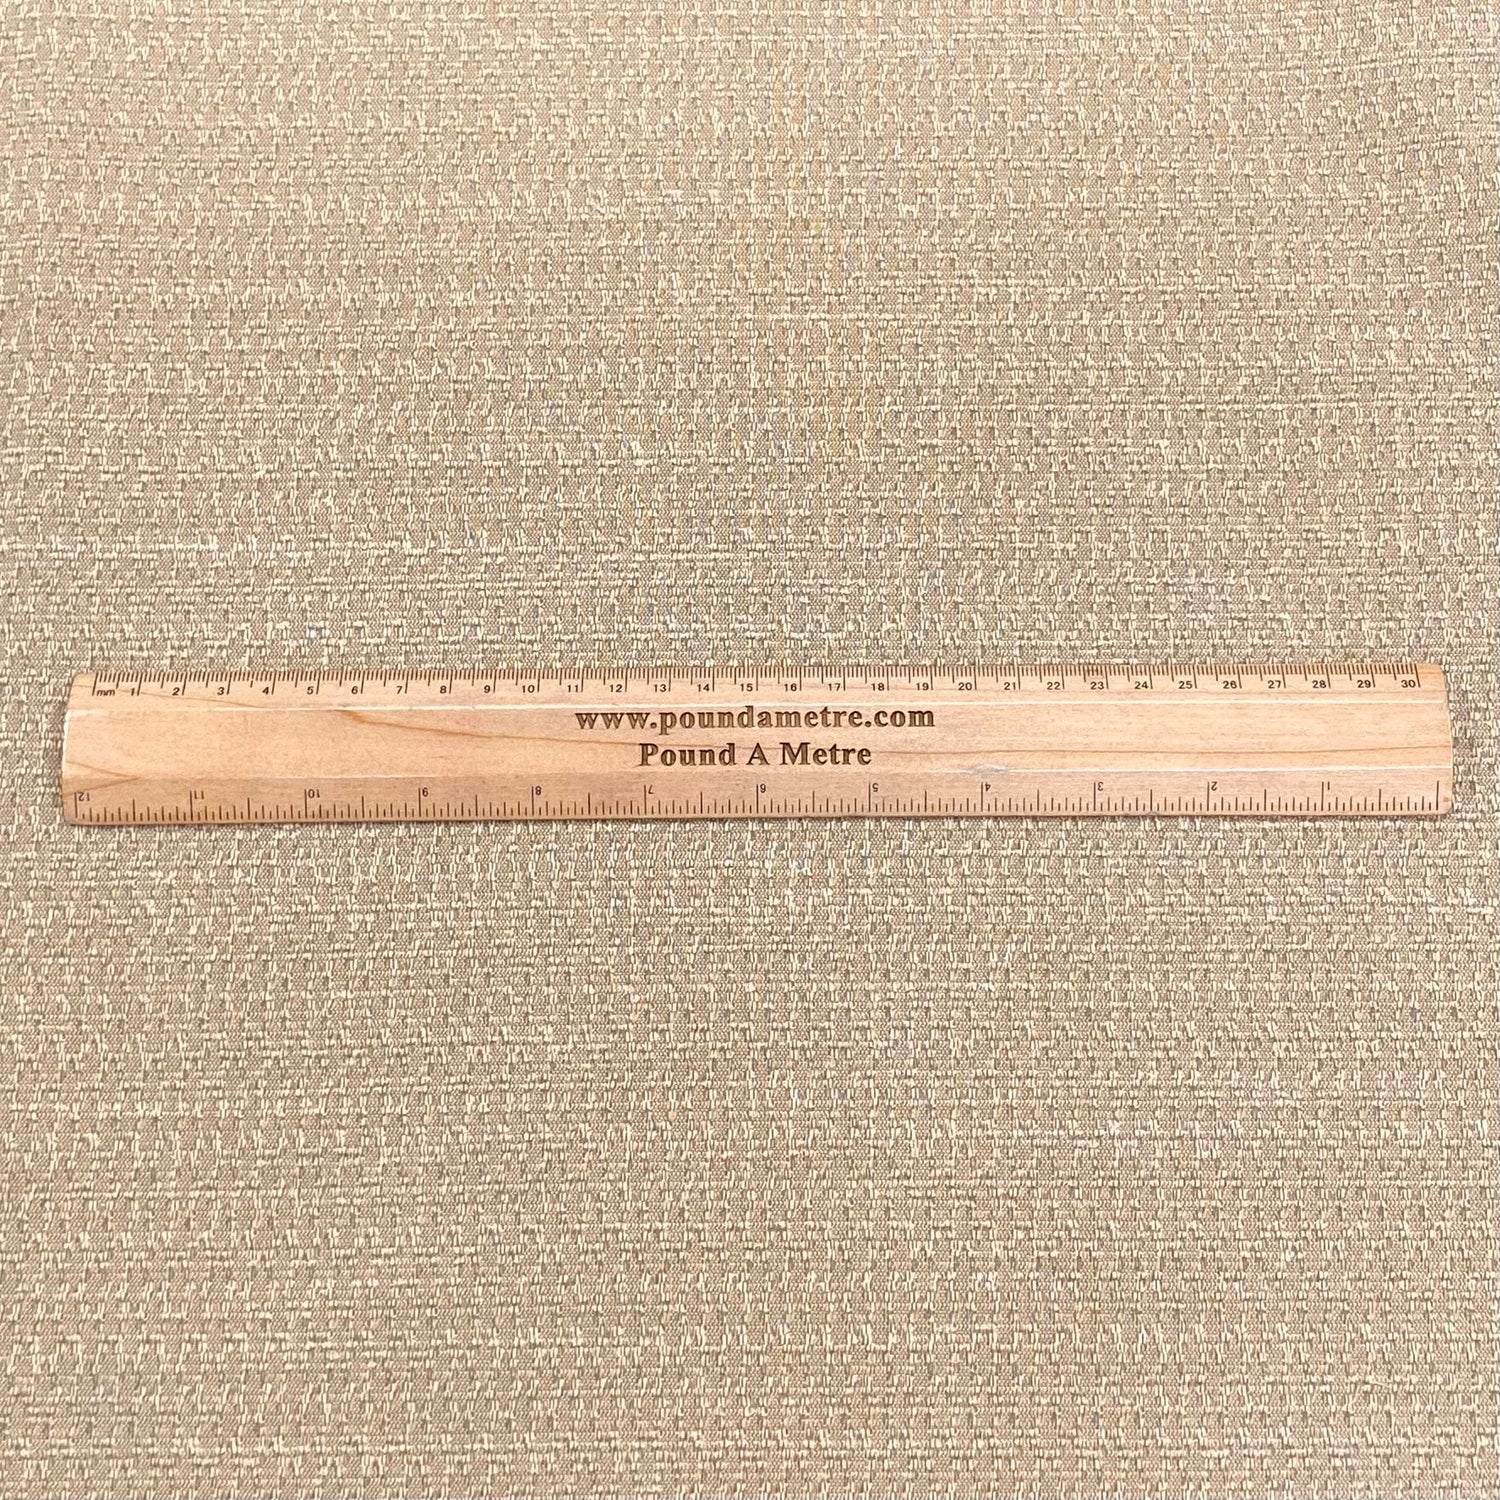 mm 1 2 3 4 5 6 7 8 9 10 11 12 13 14 15 16 17 18 19 20 21 22 23 24 25 26 27 28 29 30
www.poundametre.com
Pound A Metre
12 11 10 9 8 7 6 5 4 3 2 1